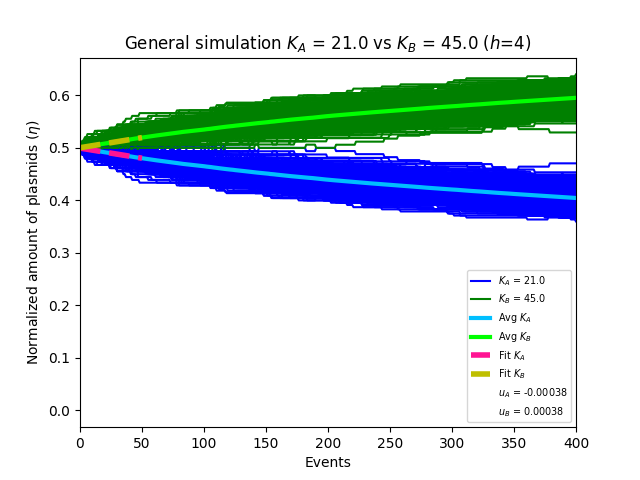 General simulation K_A = 21.0 vs K_B = 45.0 (h=4)
Normalized amount of plasmids (η)
0.6
0.5
0.4
0.3
0.2
0.1
0.0
K_A = 21.0
K_B = 45.0
Avg K_A
Avg K_B
Fit K_A
Fit K_B
u_A = -0.00038
u_B = 0.00038
0 50 100 150 200 250 300 350 400
Events